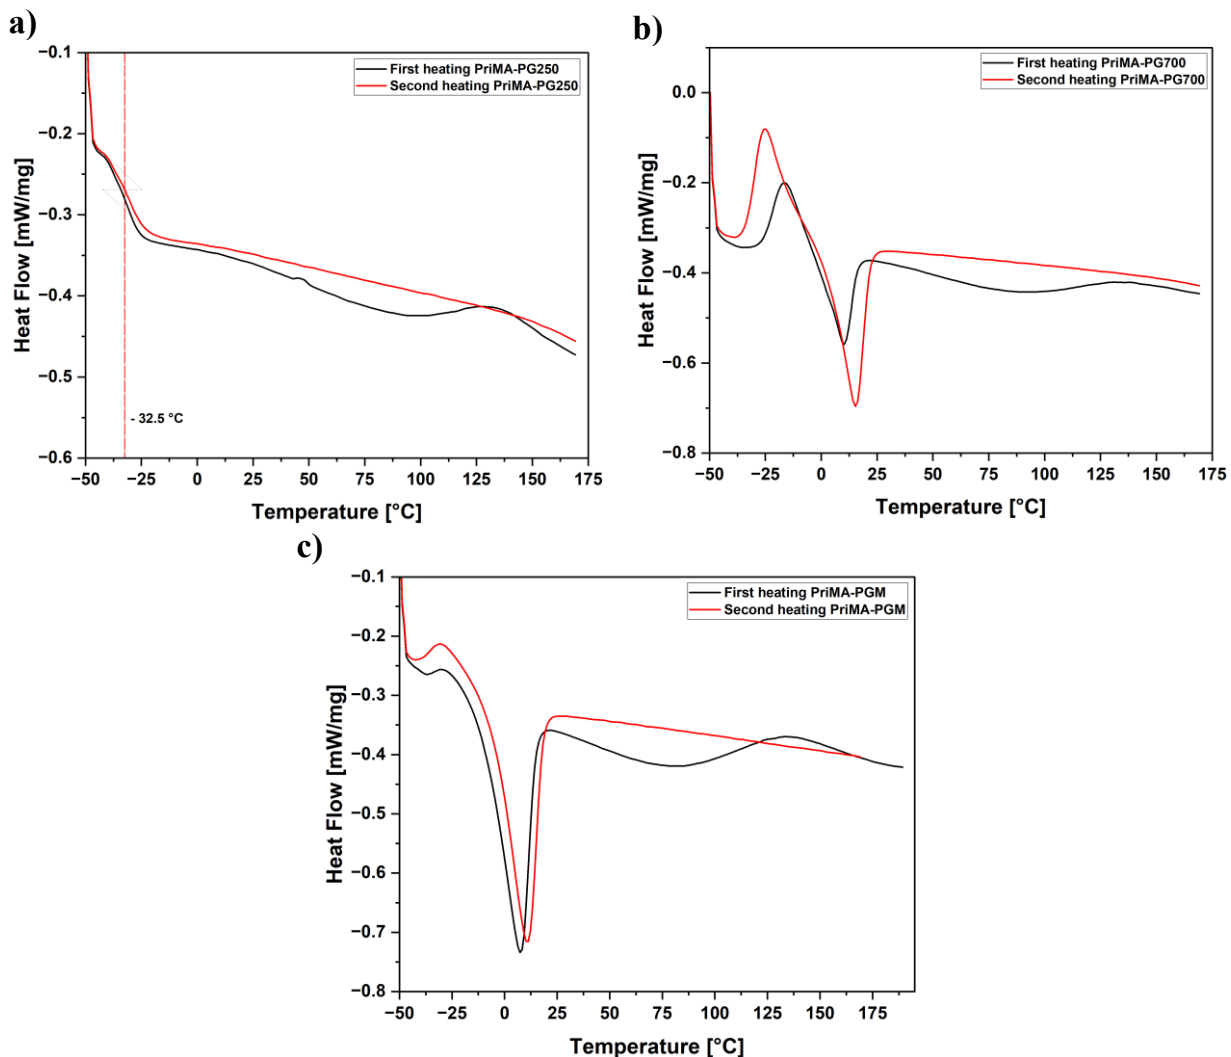 a)
First heating PriMA-PG250
Second heating PriMA-PG250
−0.1
−0.2
−0.3
−0.4
−0.5
−0.6
Heat Flow [mW/mg]
- 32.5 °C
−50 −25 0 25 50 75 100 125 150 175
Temperature [°C]
b)
First heating PriMA-PG700
Second heating PriMA-PG700
0.0
−0.2
−0.4
−0.6
−0.8
Heat Flow [mW/mg]
−50 −25 0 25 50 75 100 125 150 175
Temperature [°C]
c)
First heating PriMA-PGM
Second heating PriMA-PGM
−0.1
−0.2
−0.3
−0.4
−0.5
−0.6
−0.7
−0.8
Heat Flow [mW/mg]
−50 −25 0 25 50 75 100 125 150 175
Temperature [°C]